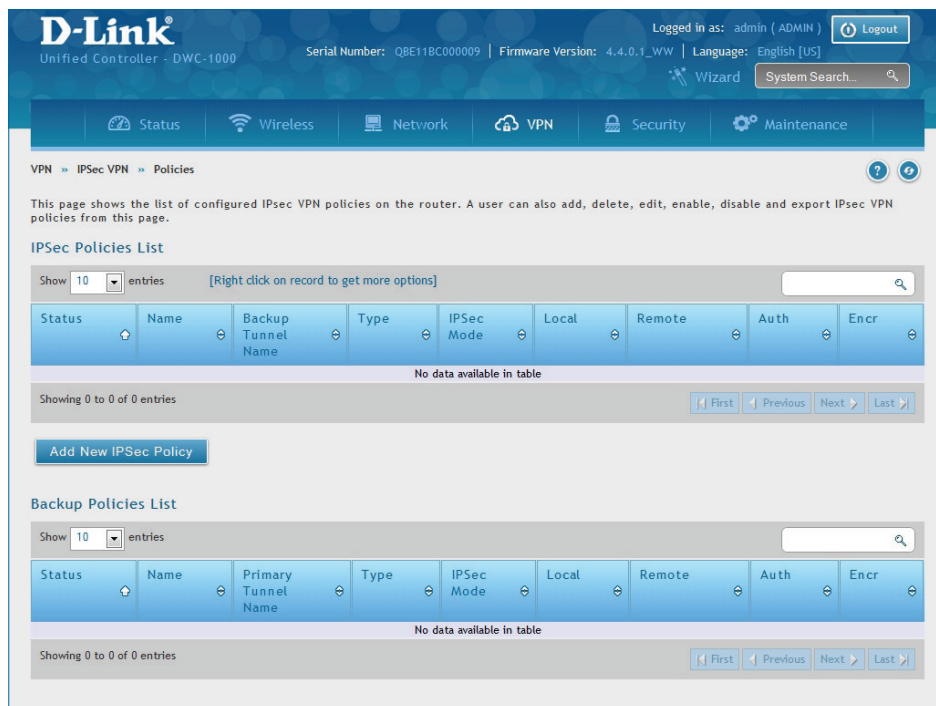 D-Link®
Unified Controller - DWC-1000
Logged in as: admin ( ADMIN ) Logout
Serial Number: QBE11BC000009 | Firmware Version: 4.4.0.1_WW | Language: English [US]
Wizard System Search...
Status Wireless Network VPN Security Maintenance
VPN » IPSec VPN » Policies
This page shows the list of configured IPsec VPN policies on the router. A user can also add, delete, edit, enable, disable and export IPsec VPN
policies from this page.
IPSec Policies List
Show 10 entries [Right click on record to get more options]
Status Name Backup Tunnel Name Type IPSec Mode Local Remote Auth Encr
No data available in table
Showing 0 to 0 of 0 entries First Previous Next Last
Add New IPSec Policy
Backup Policies List
Show 10 entries
Status Name Primary Tunnel Name Type IPSec Mode Local Remote Auth Encr
No data available in table
Showing 0 to 0 of 0 entries First Previous Next Last